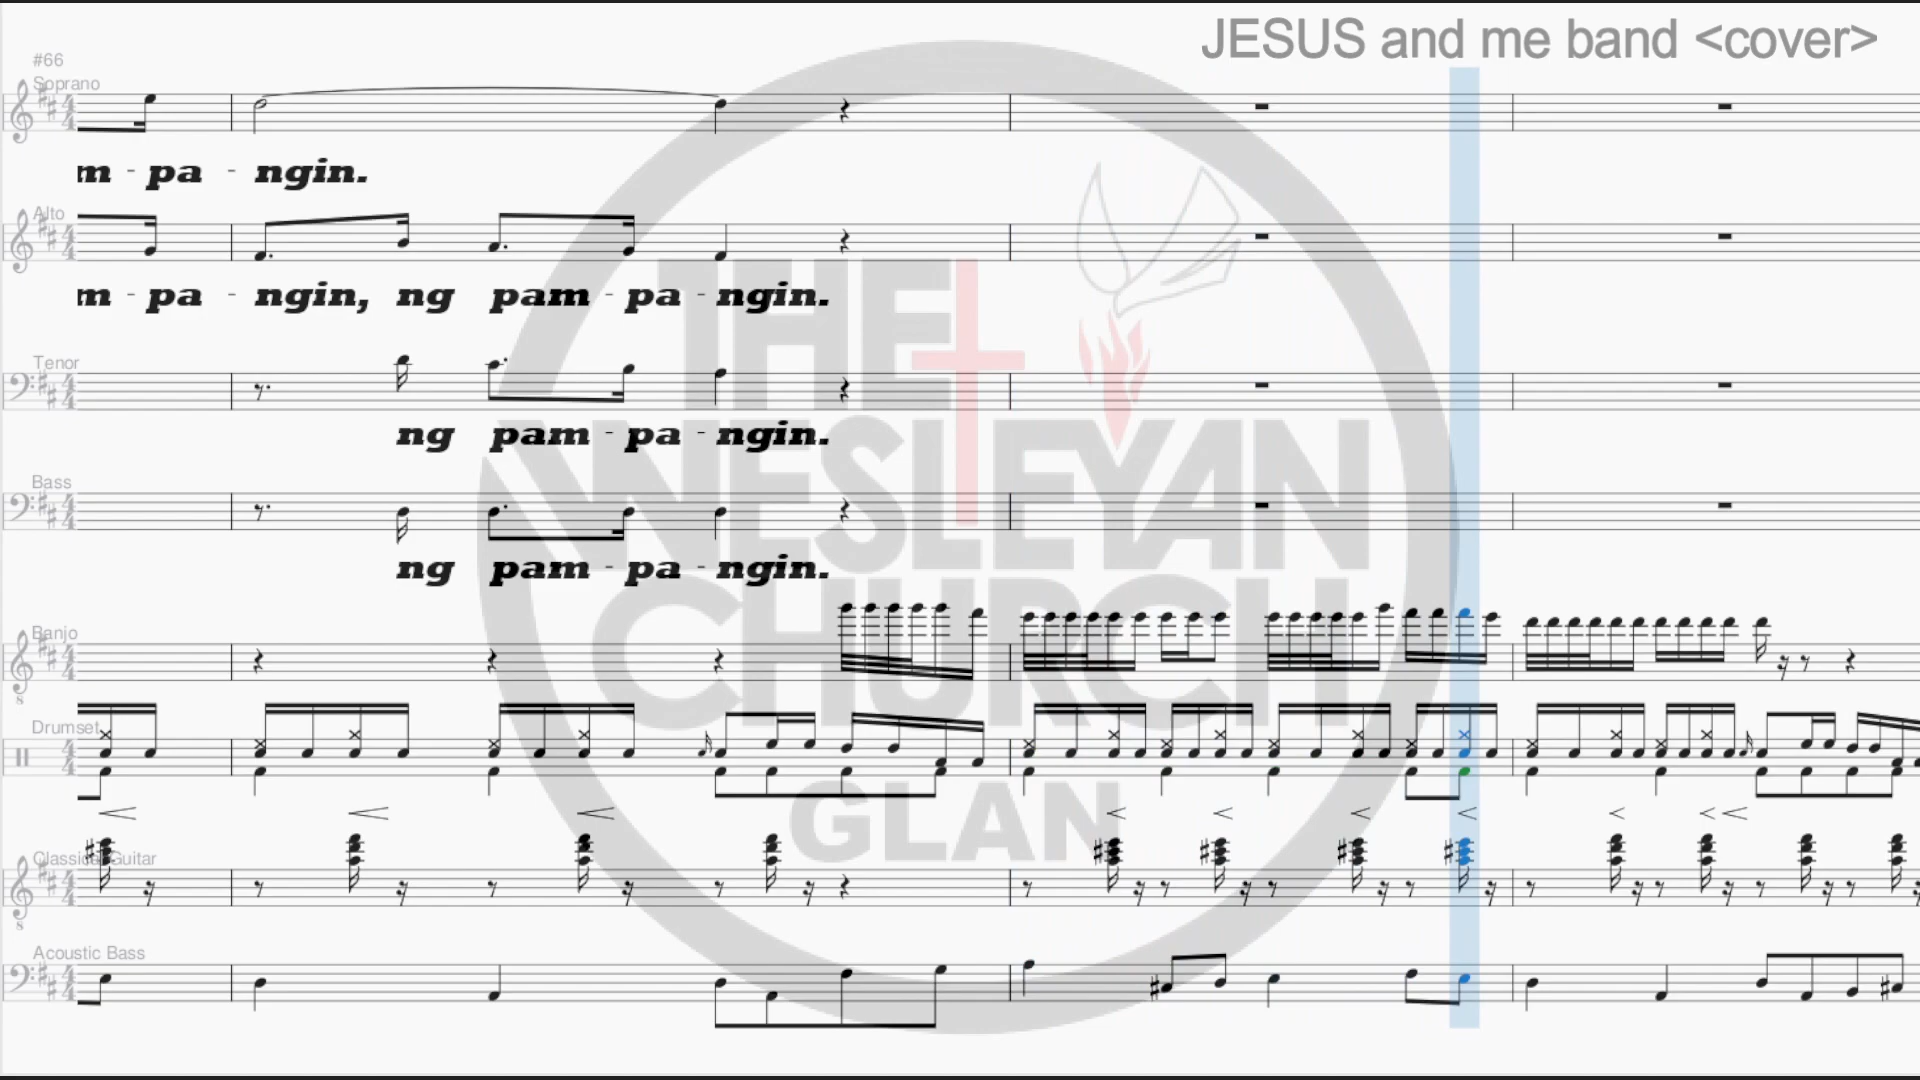 JESUS and me band <cover>
#66
Soprano
m - pa - ngin.
Alto
m - pa - ngin, ng pam - pa - ngin.
Tenor
ng pam - pa - ngin.
Bass
ng pam - pa - ngin.
Banjo
Drumset
Classical Guitar
Acoustic Bass
THE
WESLEYAN
CHURCH
GLAN